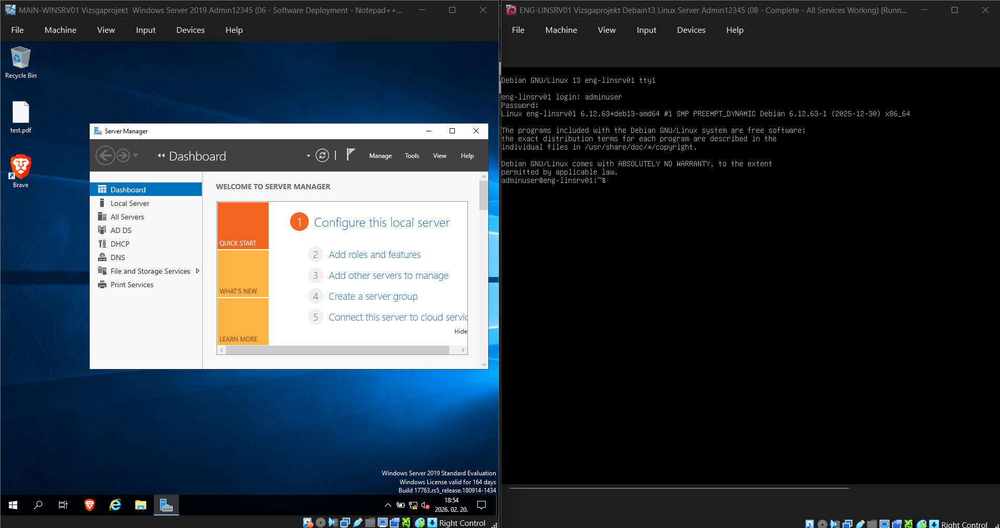 MAIN-WINSRV01 Vizsgaprojekt  Windows Server 2019 Admin12345 (06 - Software Deployment - Notepad++...
File Machine View Input Devices Help
Recycle Bin
test.pdf
Brave
Server Manager
Dashboard
Manage Tools View Help
Dashboard
Local Server
All Servers
AD DS
DHCP
DNS
File and Storage Services
Print Services
WELCOME TO SERVER MANAGER
QUICK START
WHAT'S NEW
LEARN MORE
1 Configure this local server
2 Add roles and features
3 Add other servers to manage
4 Create a server group
5 Connect this server to cloud servic
Hide
Windows Server 2019 Standard Evaluation
Windows License valid for 164 days
Build 17763.rs5_release.180914-1434
18:54
2026. 02. 20.
Right Control
ENG-LINSRV01 Vizsgaprojekt Debain13 Linux Server Admin12345 (08 - Complete - All Services Working) [Runn...
File Machine View Input Devices Help
Debian GNU/Linux 13 eng-linsrv01 tty1
eng-linsrv01 login: adminuser
Password:
Linux eng-linsrv01 6.12.63+deb13-amd64 #1 SMP PREEMPT_DYNAMIC Debian 6.12.63-1 (2025-12-30) x86_64
The programs included with the Debian GNU/Linux system are free software;
the exact distribution terms for each program are described in the
individual files in /usr/share/doc/*/copyright.
Debian GNU/Linux comes with ABSOLUTELY NO WARRANTY, to the extent
permitted by applicable law.
adminuser@eng-linsrv01:~$
Right Control